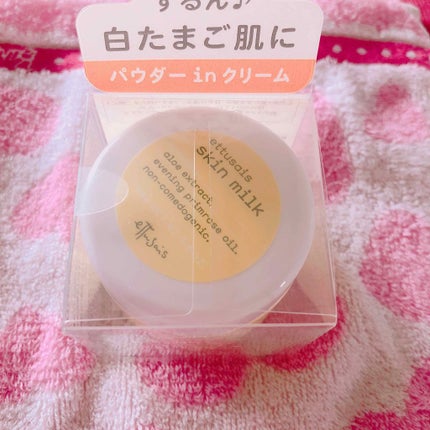 するん♪
白たまご肌に
パウダー in クリーム
ettusais
skin milk
aloe extract.
evening primrose oil.
non-comedogenic.
ettusais